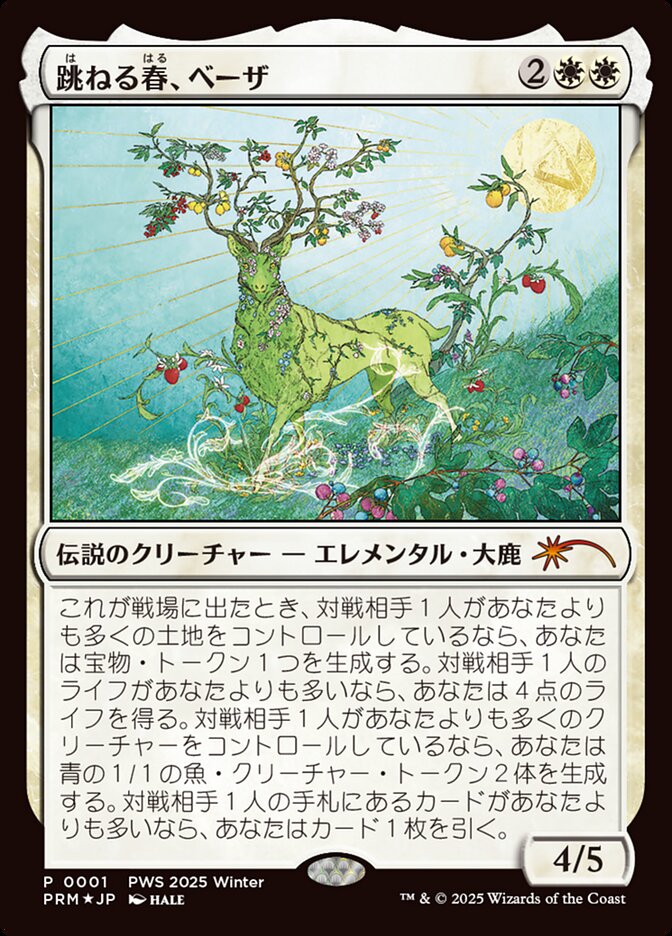 は はる
跳ねる春、ベーザ 2
伝説のクリーチャー ― エレメンタル・大鹿
これが戦場に出たとき、対戦相手1人があなたより
も多くの土地をコントロールしているなら、あなた
は宝物・トークン1つを生成する。対戦相手1人の
ライフがあなたよりも多いなら、あなたは4点のラ
イフを得る。対戦相手1人があなたよりも多くのク
リーチャーをコントロールしているなら、あなたは
青の1/1の魚・クリーチャー・トークン2体を生成
する。対戦相手1人の手札にあるカードがあなたよ
りも多いなら、あなたはカード1枚を引く。
4/5
P 0001 PWS 2025 Winter
PRM★JP HALE ™ & © 2025 Wizards of the Coast